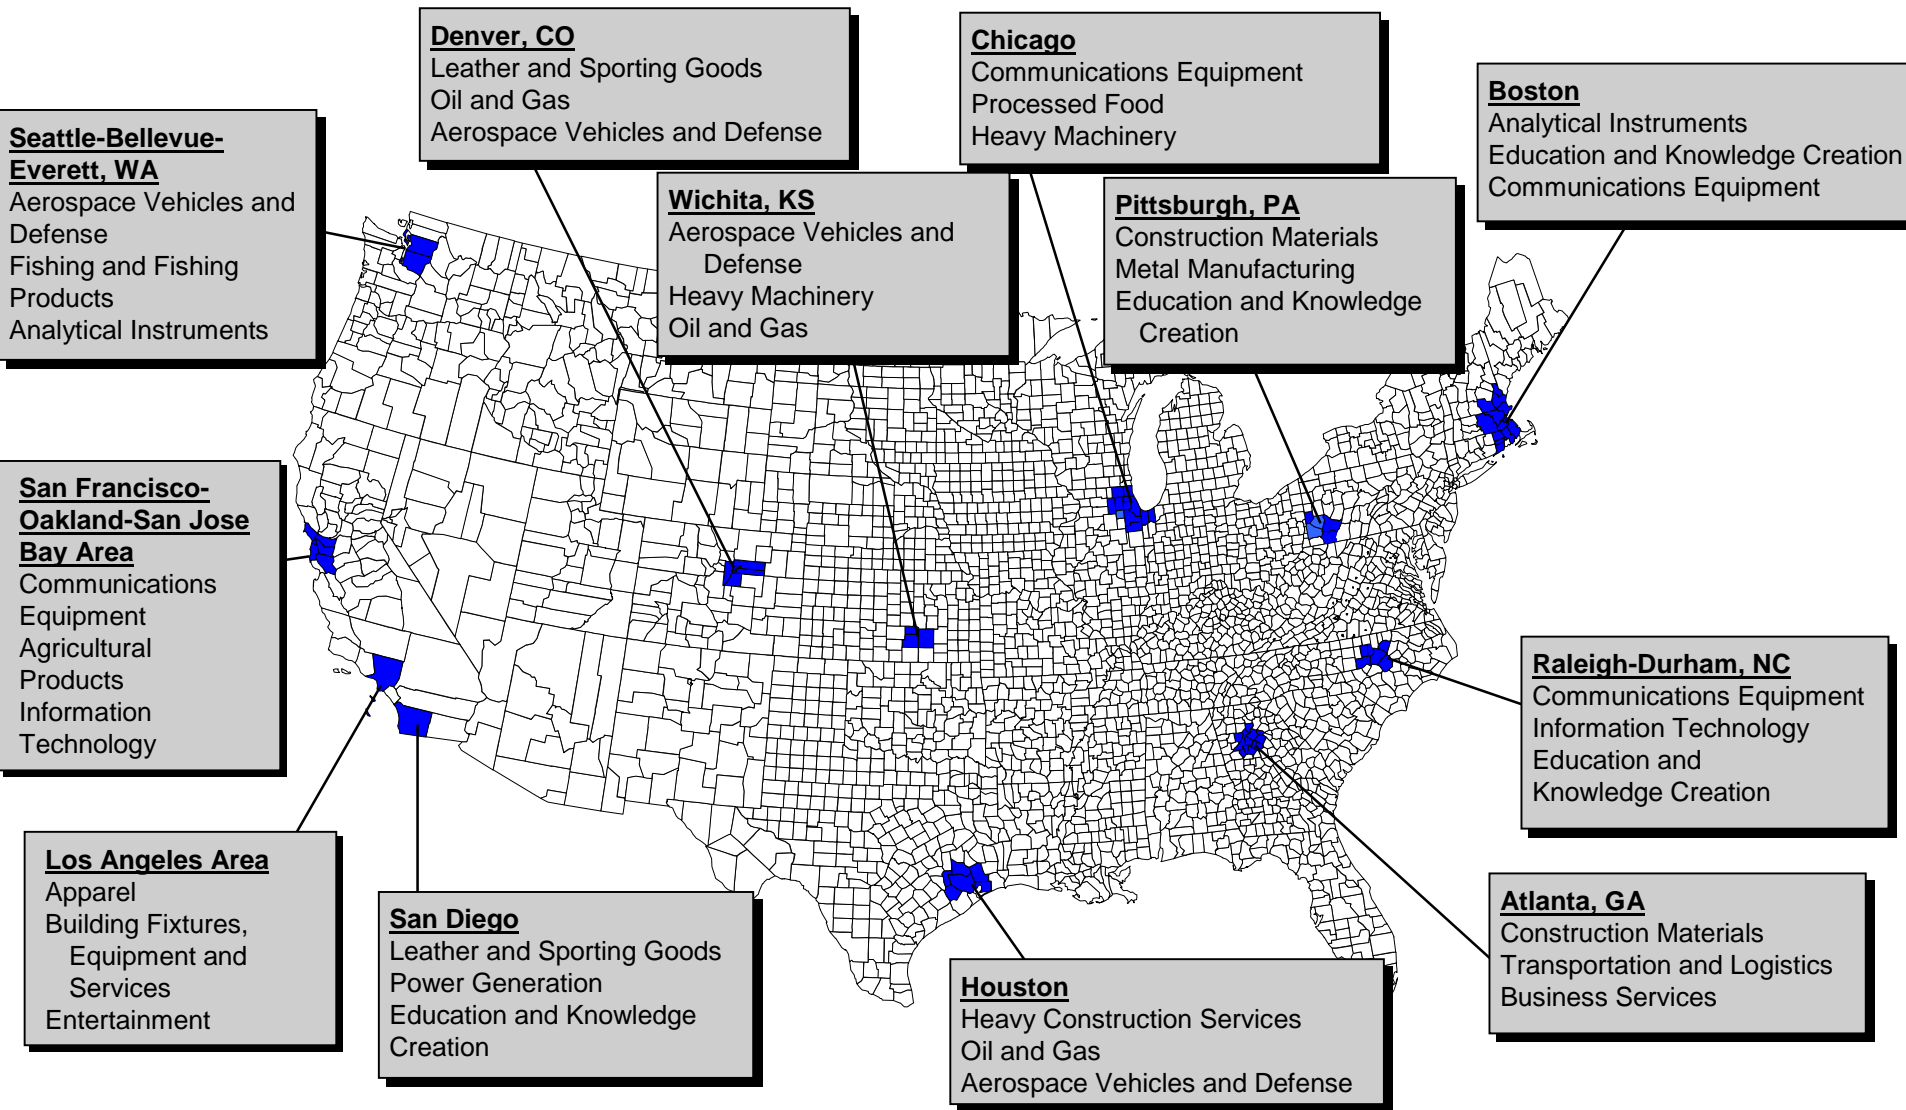 Denver, CO
Leather and Sporting Goods
Oil and Gas
Aerospace Vehicles and Defense
Chicago
Communications Equipment
Processed Food
Heavy Machinery
Boston
Analytical Instruments
Education and Knowledge Creation
Communications Equipment
Seattle-Bellevue-
Everett, WA
Aerospace Vehicles and
Defense
Fishing and Fishing
Products
Analytical Instruments
Wichita, KS
Aerospace Vehicles and
Defense
Heavy Machinery
Oil and Gas
Pittsburgh, PA
Construction Materials
Metal Manufacturing
Education and Knowledge
Creation
San Francisco-
Oakland-San Jose
Bay Area
Communications
Equipment
Agricultural
Products
Information
Technology
Raleigh-Durham, NC
Communications Equipment
Information Technology
Education and
Knowledge Creation
Los Angeles Area
Apparel
Building Fixtures,
Equipment and
Services
Entertainment
San Diego
Leather and Sporting Goods
Power Generation
Education and Knowledge
Creation
Houston
Heavy Construction Services
Oil and Gas
Aerospace Vehicles and Defense
Atlanta, GA
Construction Materials
Transportation and Logistics
Business Services